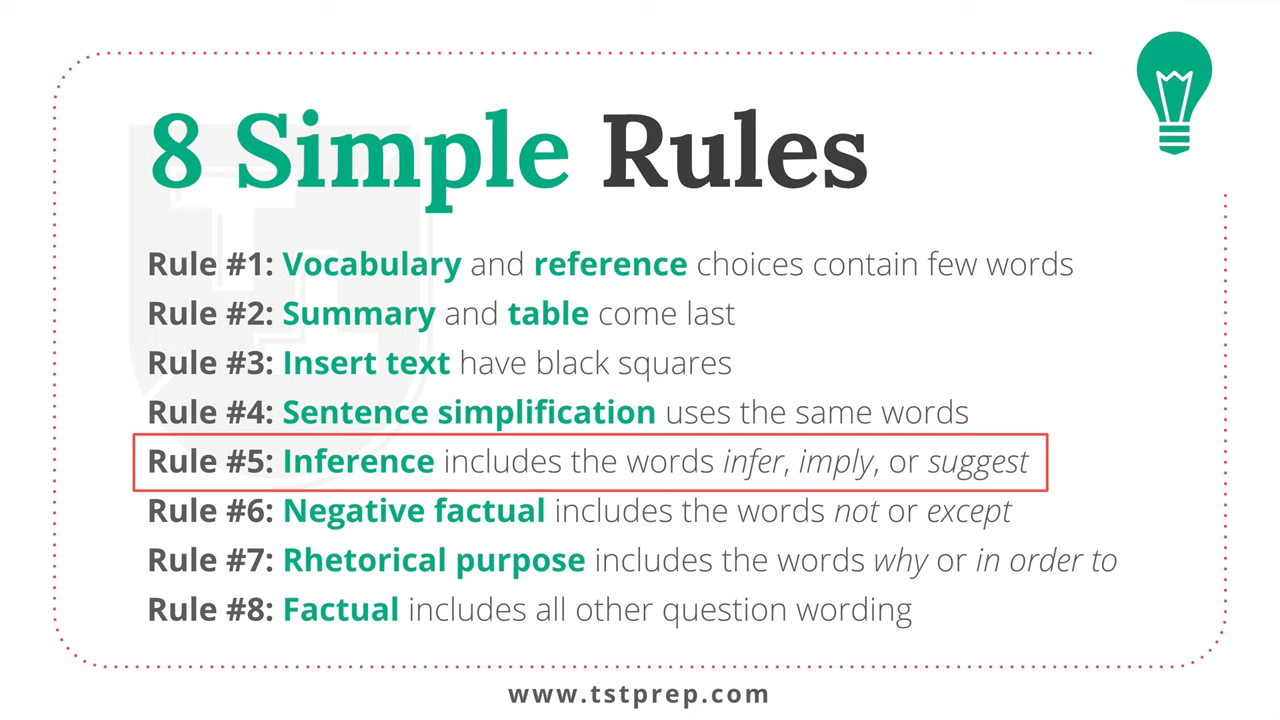 8 Simple Rules
Rule #1: Vocabulary and reference choices contain few words
Rule #2: Summary and table come last
Rule #3: Insert text have black squares
Rule #4: Sentence simplification uses the same words
Rule #5: Inference includes the words infer, imply, or suggest
Rule #6: Negative factual includes the words not or except
Rule #7: Rhetorical purpose includes the words why or in order to
Rule #8: Factual includes all other question wording
www.tstprep.com